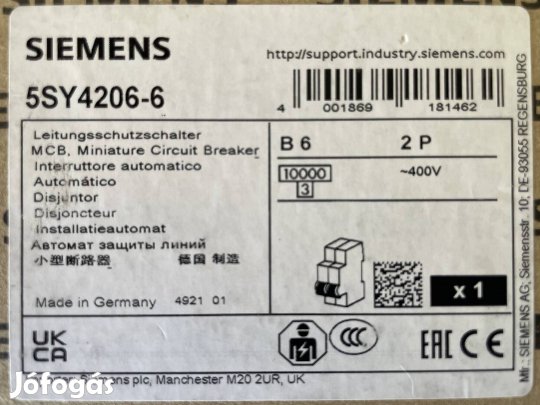 SIEMENS
http://support.industry.siemens.com
5SY4206-6
4 001869 181462
Leitungsschutzschalter
MCB, Miniature Circuit Breaker
Interruttore automatico
Automático
Disjuntor
Disjoncteur
Installatieautomat
Автомат защиты линий
小型断路器 德国 制造
B 6 2 P
10000 ~400V
3
Made in Germany 4921 01
x 1
UK
CA
CCC
EAC CE
Siemens plc, Manchester M20 2UR, UK
Mfr.: SIEMENS AG; Siemensstr. 10; DE-93055 REGENSBURG
Jófogás